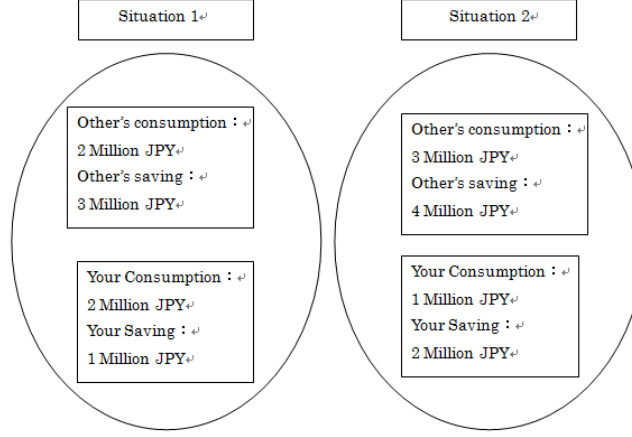 Situation 1↵
Situation 2↵
Other's consumption：↵
2 Million JPY↵
Other's saving：↵
3 Million JPY↵
Your Consumption：↵
2 Million JPY↵
Your Saving：↵
1 Million JPY↵
Other's consumption：↵
3 Million JPY↵
Other's saving：↵
4 Million JPY↵
Your Consumption：↵
1 Million JPY↵
Your Saving：↵
2 Million JPY↵